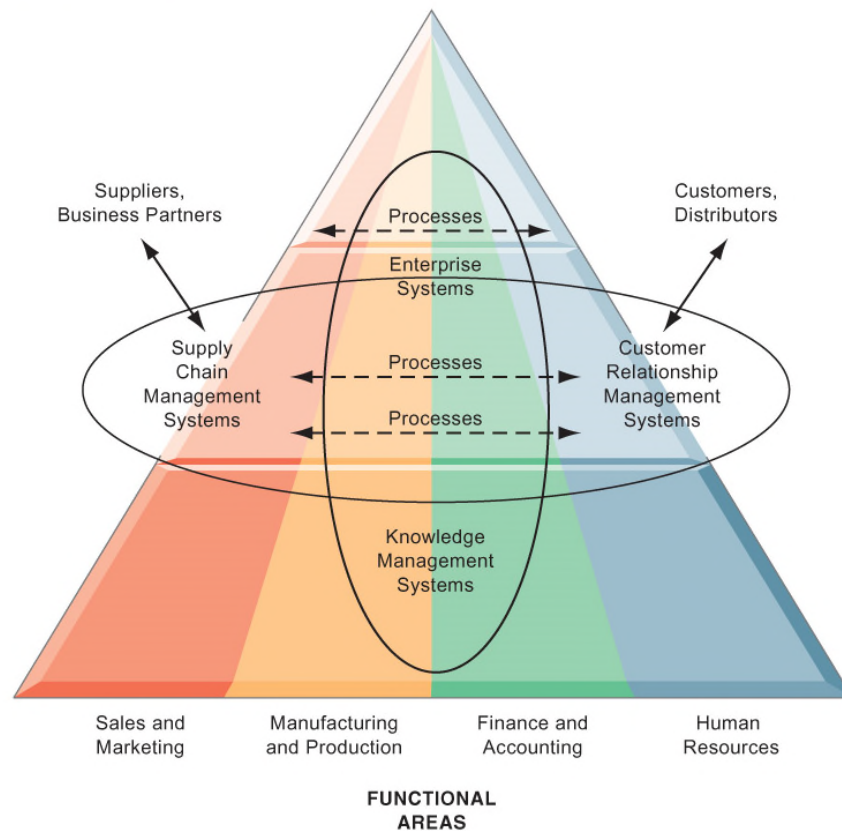 Suppliers,
Business Partners
Customers,
Distributors
Processes
Enterprise
Systems
Supply
Chain
Management
Systems
Processes
Processes
Customer
Relationship
Management
Systems
Knowledge
Management
Systems
Sales and
Marketing
Manufacturing
and Production
Finance and
Accounting
Human
Resources
FUNCTIONAL
AREAS